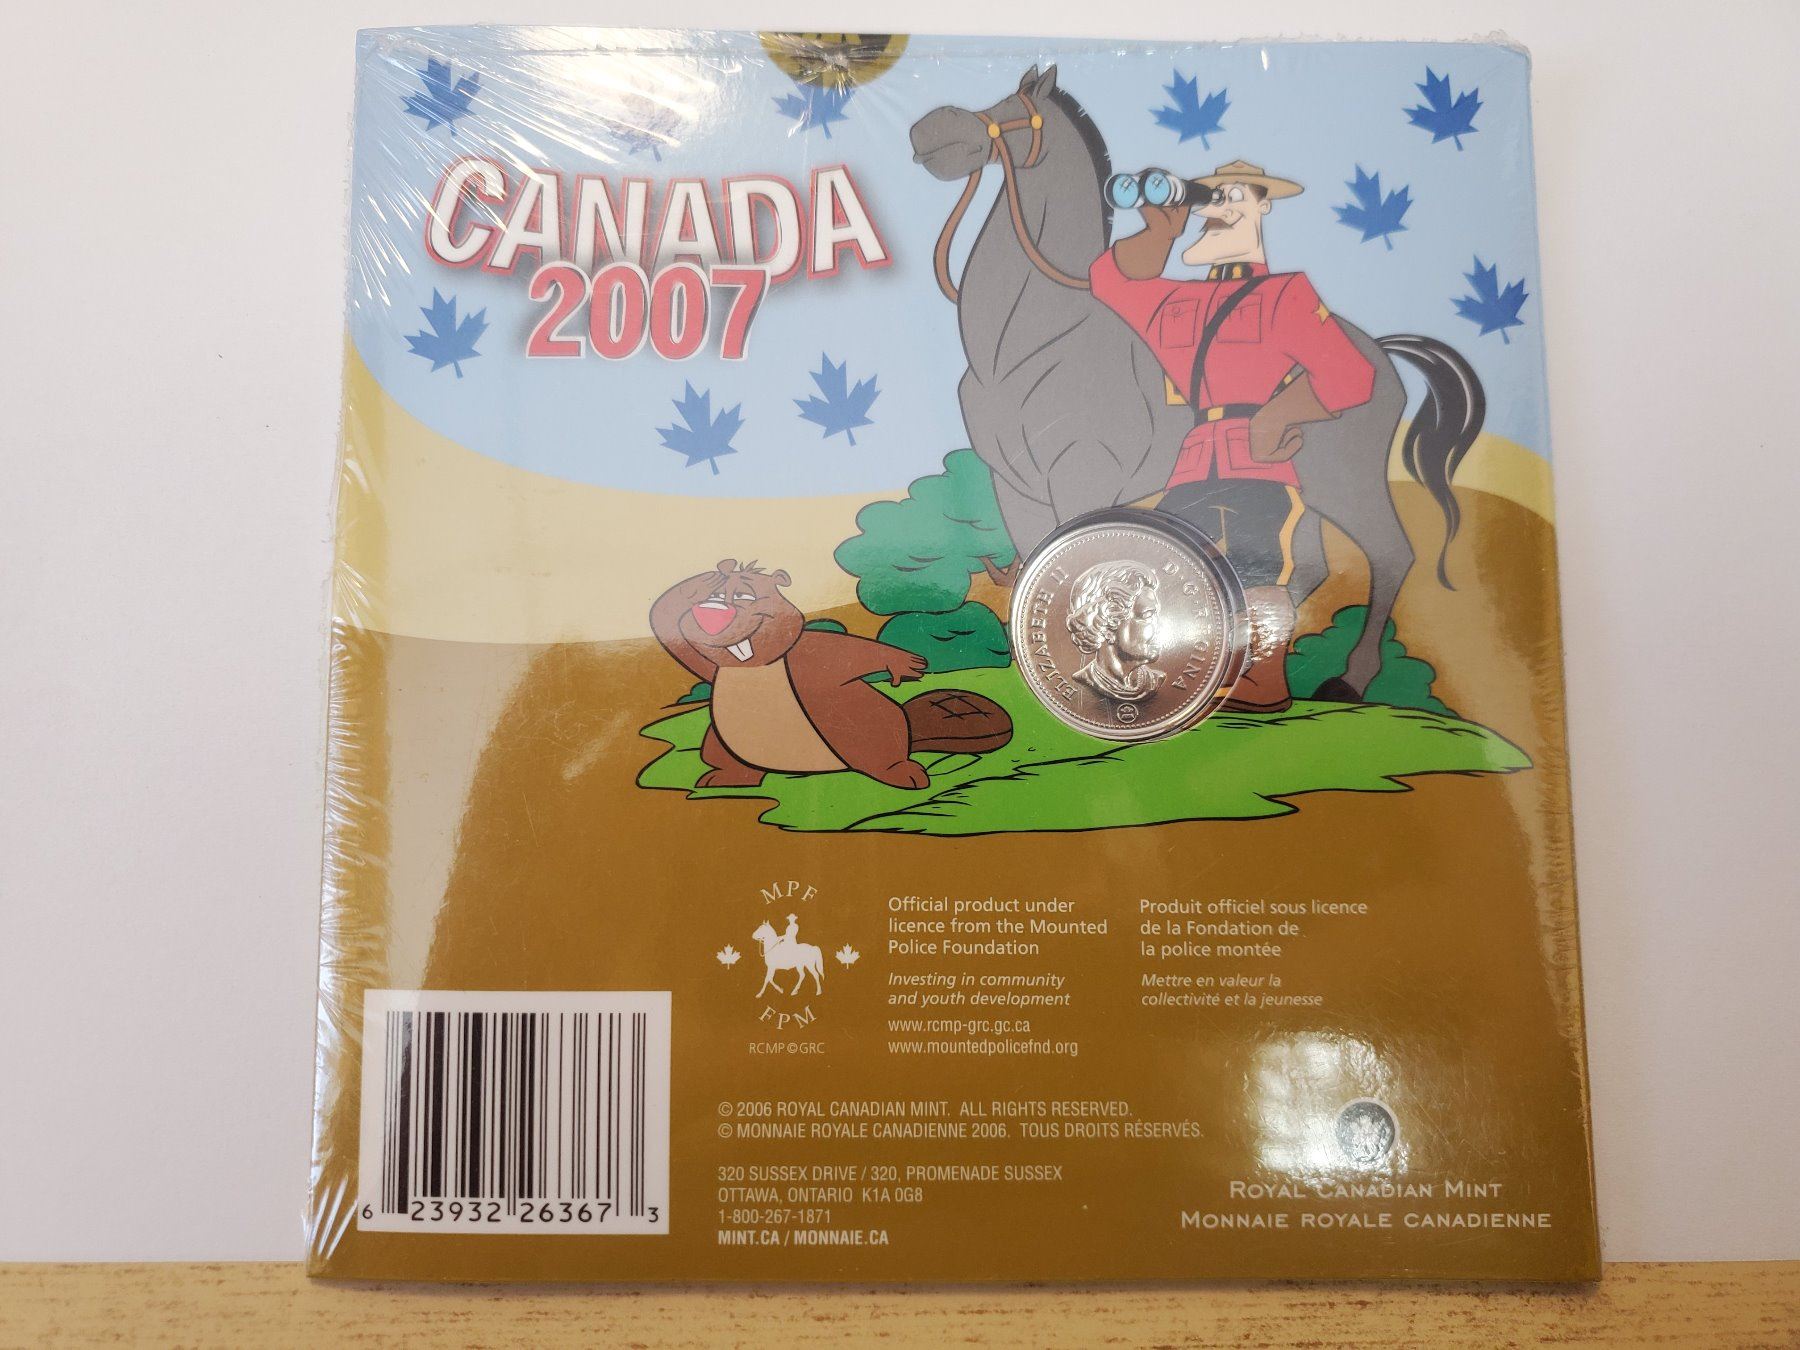 CANADA
2007
ELIZABETH II D·G·REGINA
MPF
FPM
RCMP©GRC
Official product under
licence from the Mounted
Police Foundation
Investing in community
and youth development
www.rcmp-grc.gc.ca
www.mountedpolicefnd.org
Produit officiel sous licence
de la Fondation de
la police montée
Mettre en valeur la
collectivité et la jeunesse
© 2006 ROYAL CANADIAN MINT. ALL RIGHTS RESERVED.
© MONNAIE ROYALE CANADIENNE 2006. TOUS DROITS RÉSERVÉS.
320 SUSSEX DRIVE / 320, PROMENADE SUSSEX
OTTAWA, ONTARIO K1A 0G8
1-800-267-1871
MINT.CA / MONNAIE.CA
6 23932 26367 3
ROYAL CANADIAN MINT
MONNAIE ROYALE CANADIENNE